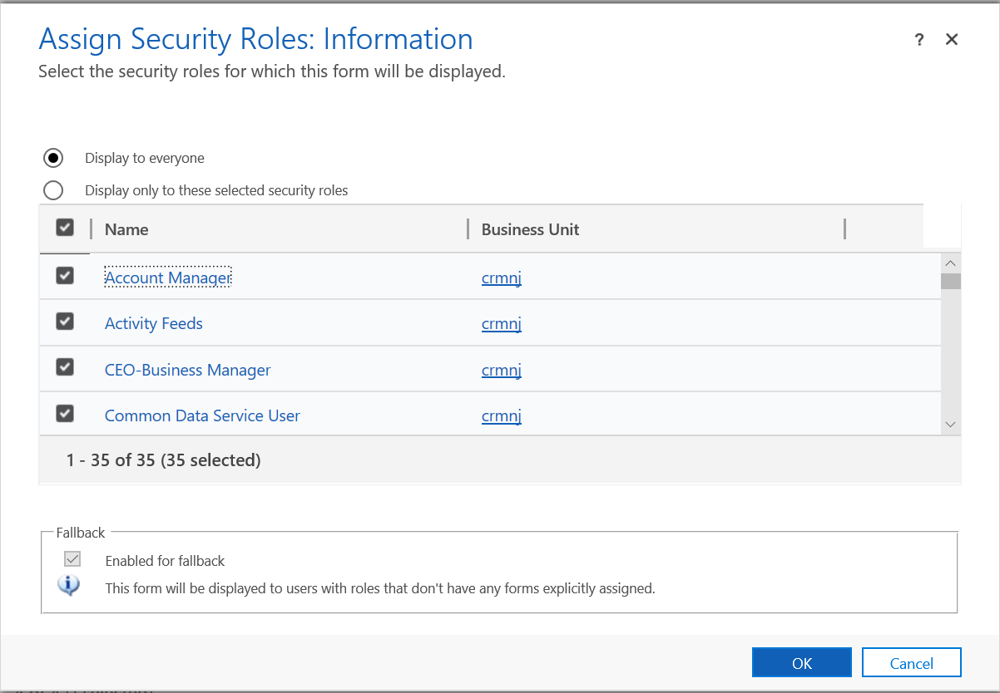 Assign Security Roles: Information
? ✕
Select the security roles for which this form will be displayed.
Display to everyone
Display only to these selected security roles
Name Business Unit
Account Manager crmnj
Activity Feeds crmnj
CEO-Business Manager crmnj
Common Data Service User crmnj
1 - 35 of 35 (35 selected)
Fallback
Enabled for fallback
This form will be displayed to users with roles that don't have any forms explicitly assigned.
OK Cancel